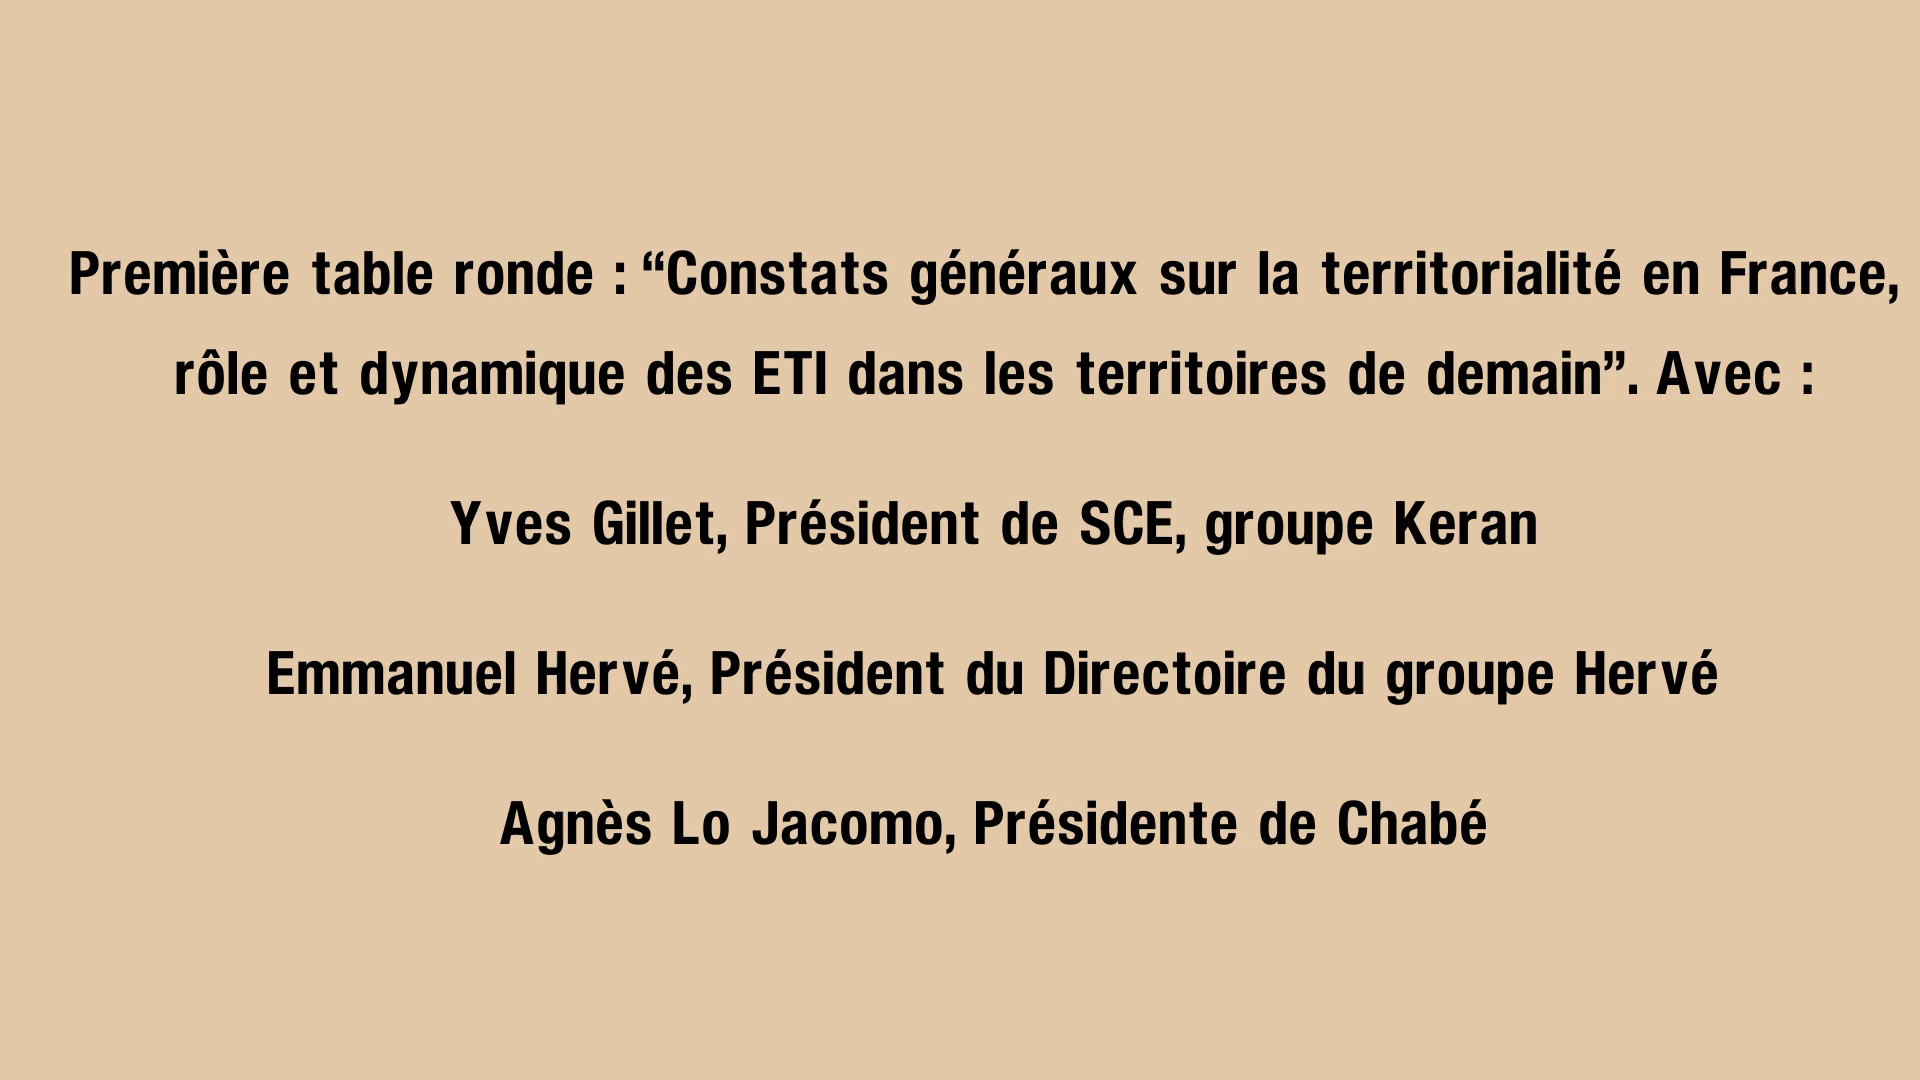 Première table ronde : “Constats généraux sur la territorialité en France,
rôle et dynamique des ETI dans les territoires de demain”. Avec :
Yves Gillet, Président de SCE, groupe Keran
Emmanuel Hervé, Président du Directoire du groupe Hervé
Agnès Lo Jacomo, Présidente de Chabé